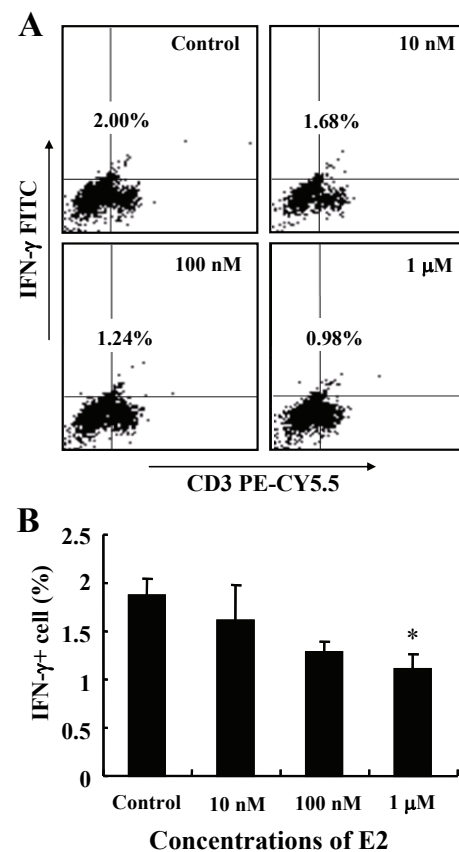 A
Control
10 nM
2.00%
1.68%
IFN-γ FITC
100 nM
1 μM
1.24%
0.98%
CD3 PE-CY5.5
B
2.5
2
1.5
1
0.5
0
IFN-γ+ cell (%)
*
Control 10 nM 100 nM 1 μM
Concentrations of E2